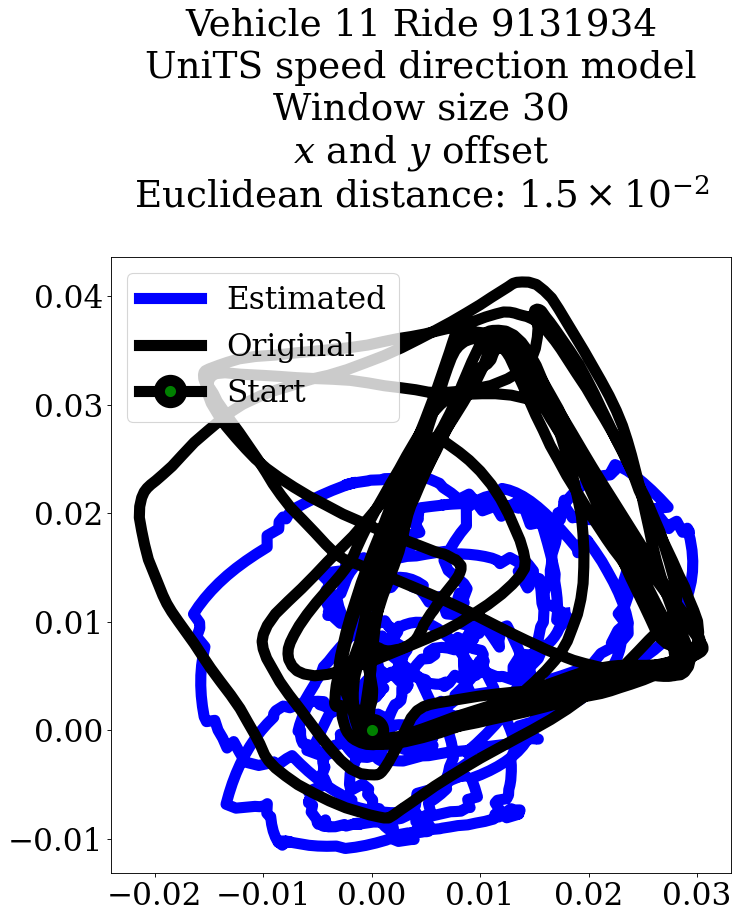 Vehicle 11 Ride 9131934
UniTS speed direction model
Window size 30
x and y offset
Euclidean distance: 1.5 × 10⁻²
Estimated
Original
Start
0.04
0.03
0.02
0.01
0.00
−0.01
−0.02 −0.01 0.00 0.01 0.02 0.03